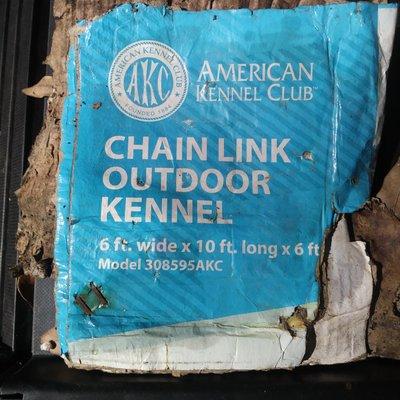 AMERICAN KENNEL CLUB
AKC
FOUNDED 1884
AMERICAN
KENNEL CLUB™
CHAIN LINK
OUTDOOR
KENNEL
6 ft. wide x 10 ft. long x 6 ft
Model 308595AKC